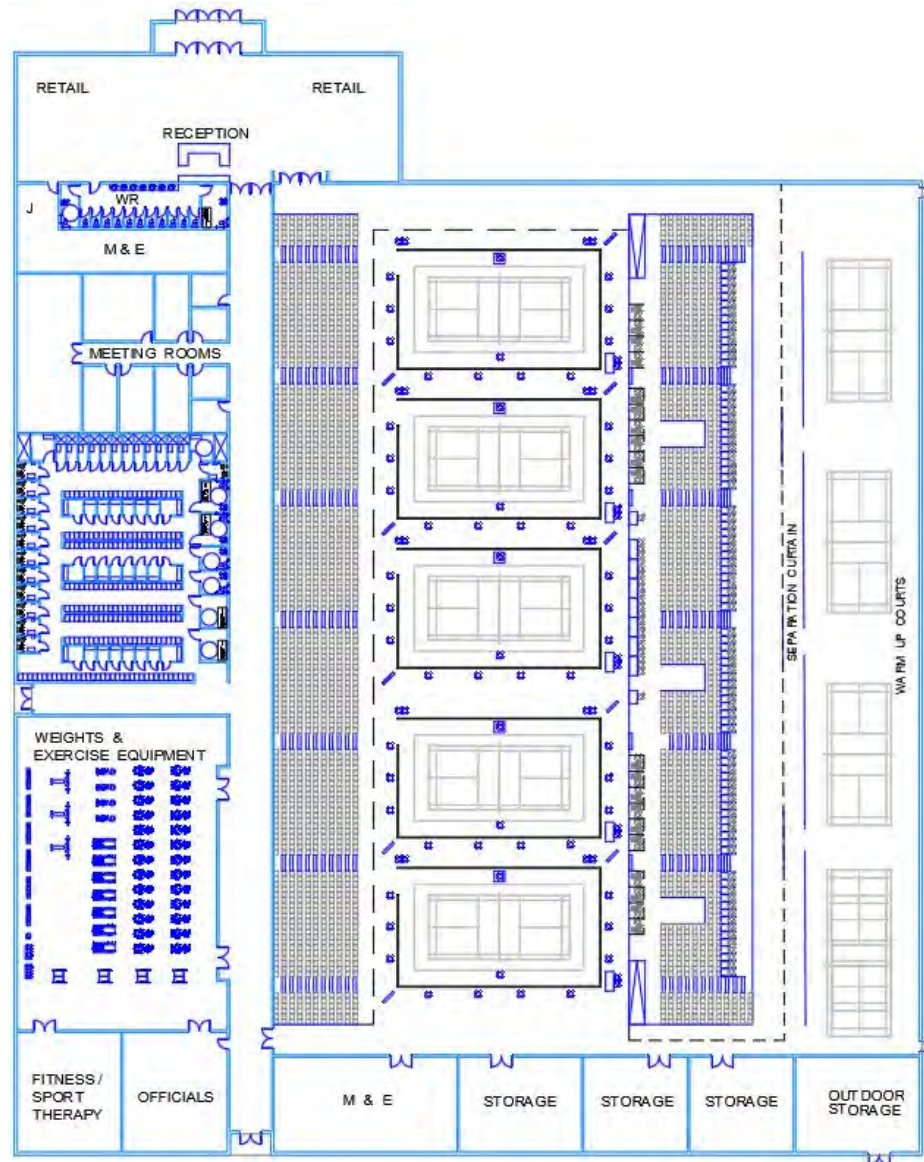 RETAIL
RETAIL
RECEPTION
J
WR
M & E
MEETING ROOMS
SEPARATION CURTAIN
WARM UP COURTS
WEIGHTS &
EXERCISE EQUIPMENT
FITNESS /
SPORT
THERAPY
OFFICIALS
M & E
STORAGE
STORAGE
STORAGE
OUTDOOR
STORAGE